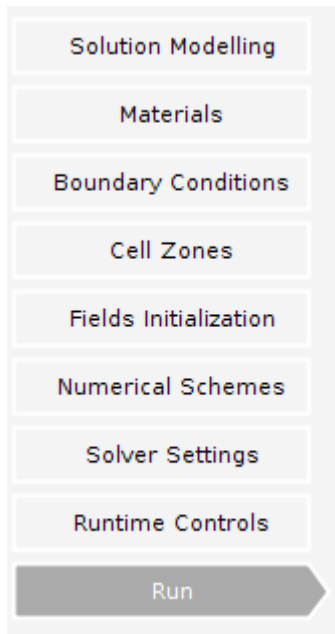 Solution Modelling
Materials
Boundary Conditions
Cell Zones
Fields Initialization
Numerical Schemes
Solver Settings
Runtime Controls
Run